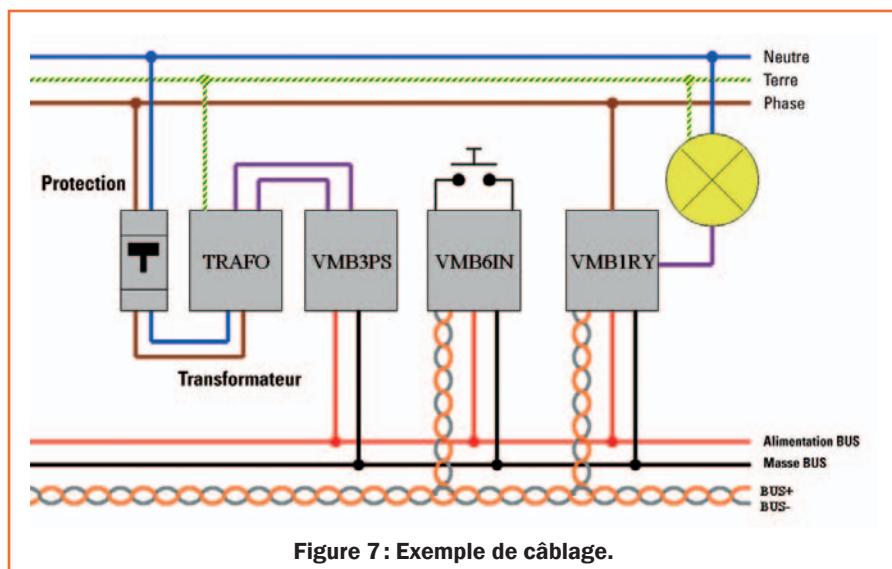 Neutre
Terre
Phase
Protection
TRAFO
VMB3PS
VMB6IN
VMB1RY
Transformateur
Alimentation BUS
Masse BUS
BUS+
BUS-
Figure 7 : Exemple de câblage.